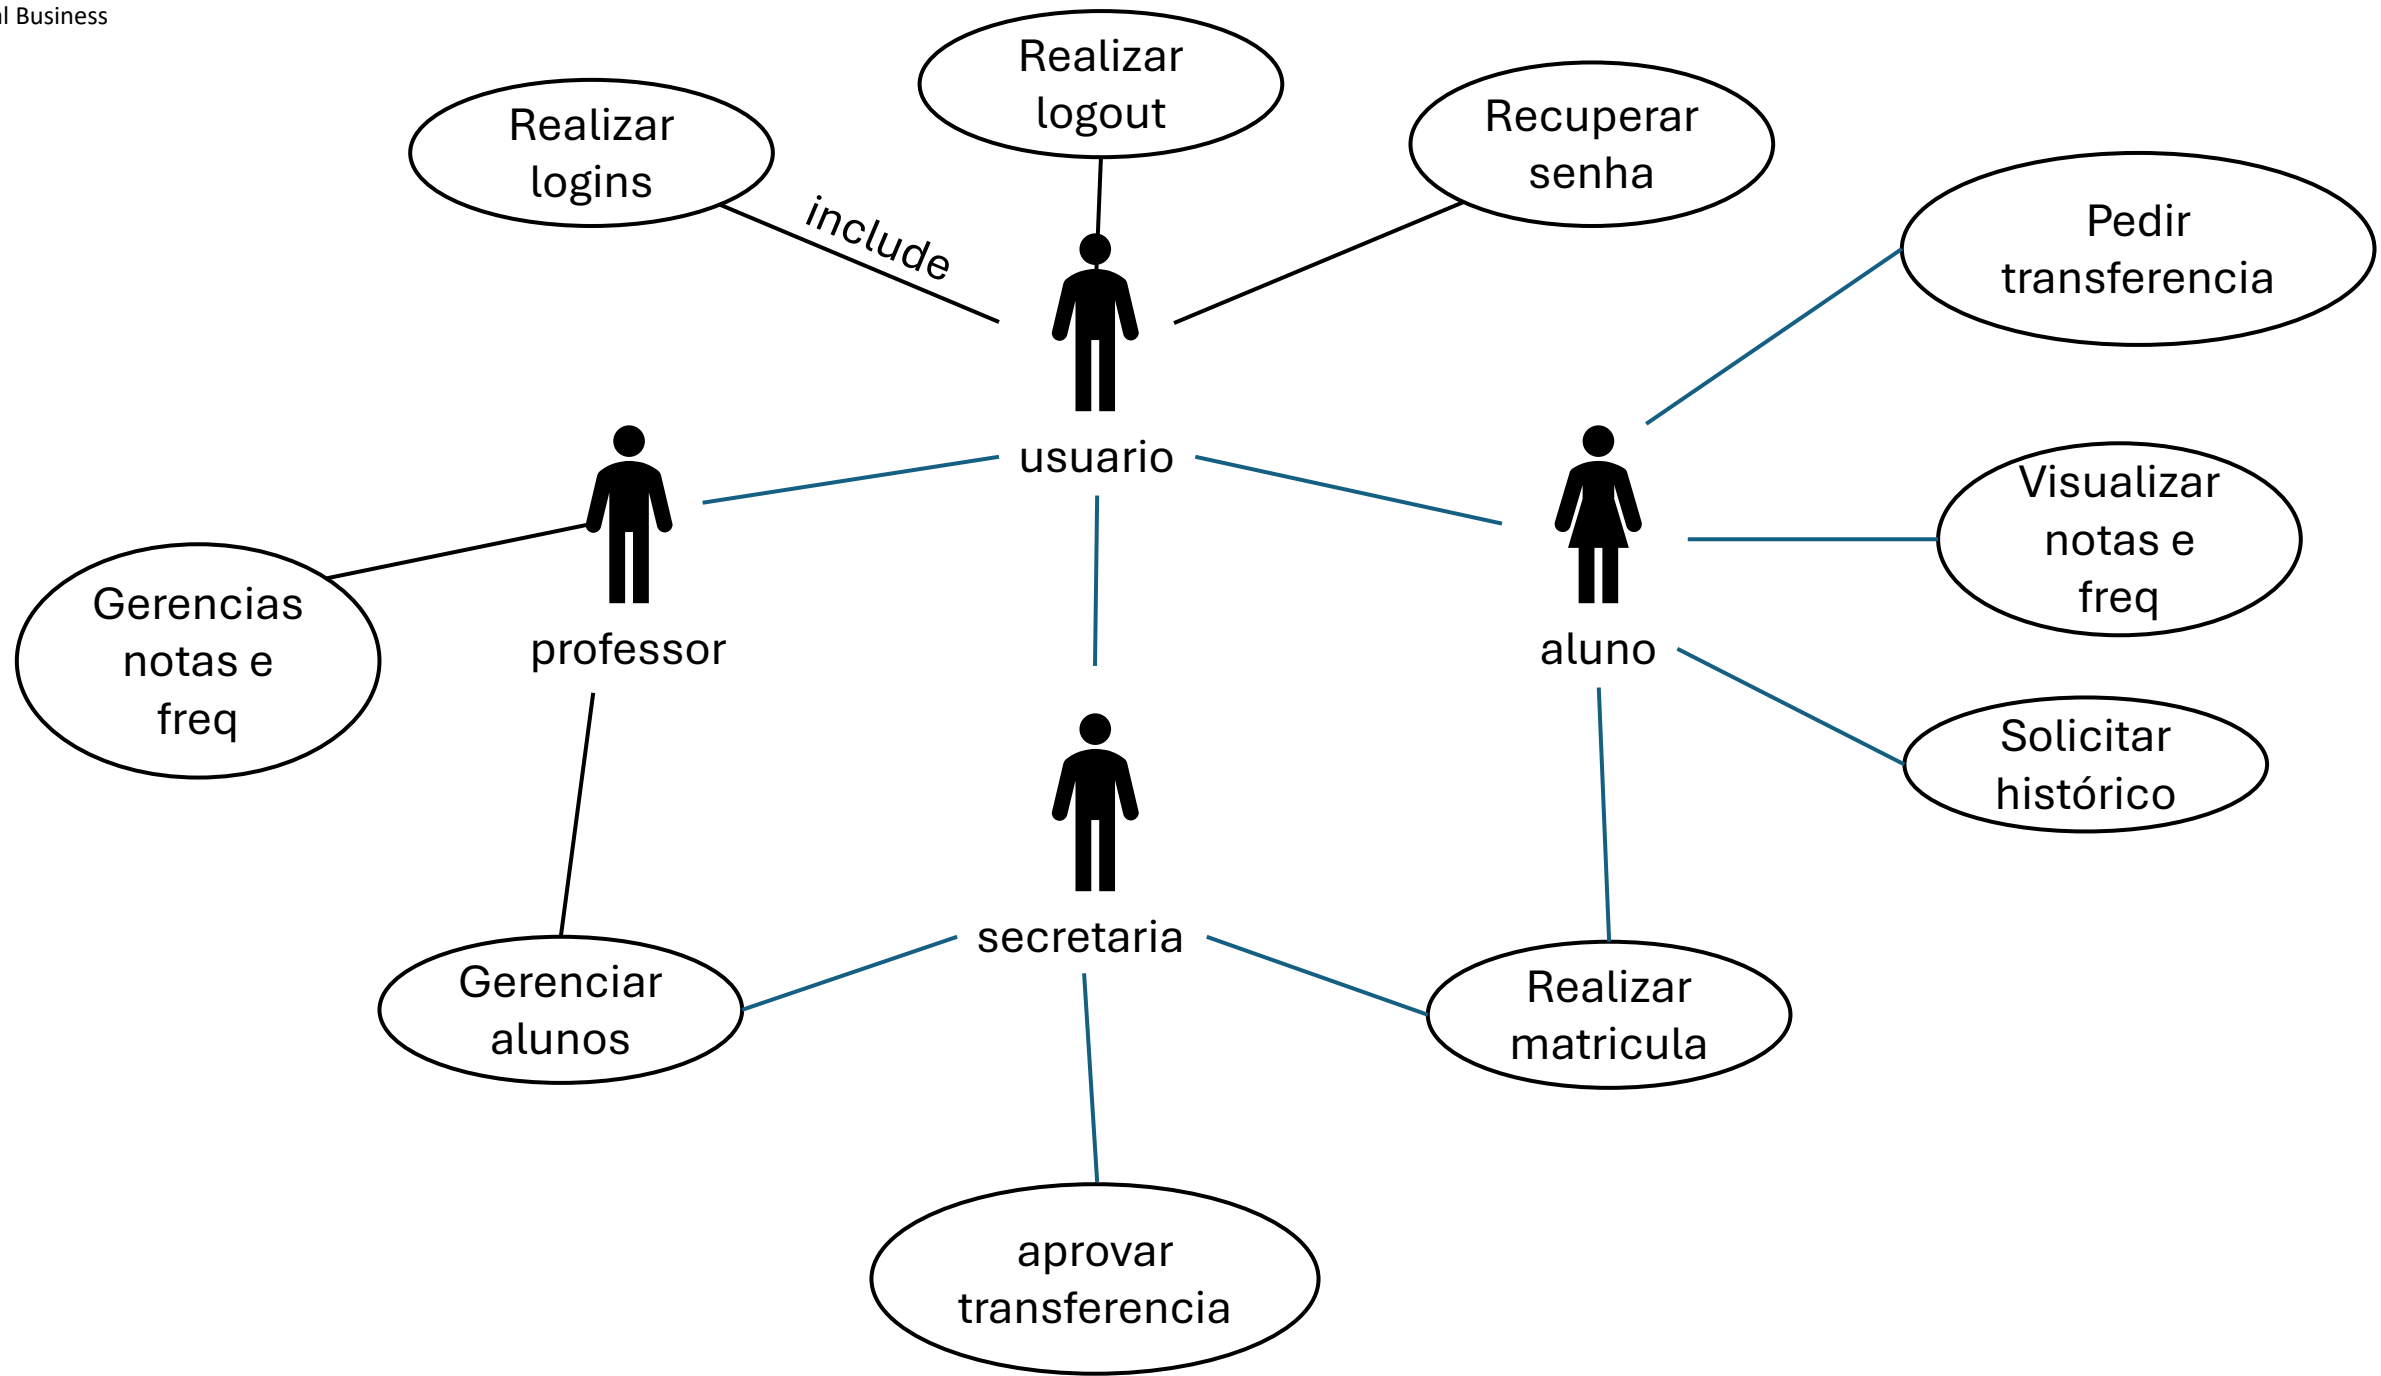 al Business
Realizar
logout
Realizar
logins
Recuperar
senha
include
Pedir
transferencia
usuario
Visualizar
notas e
freq
Gerencias
notas e
freq
professor
aluno
Solicitar
histórico
secretaria
Gerenciar
alunos
Realizar
matricula
aprovar
transferencia